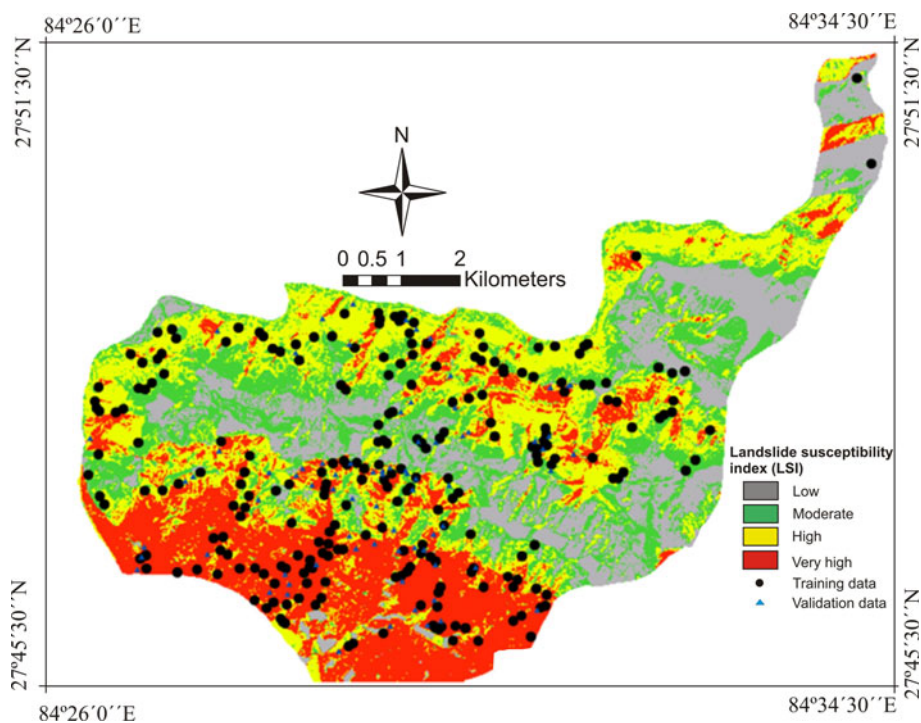 84º26´0´´E
84º34´30´´E
27º51´30´´N
27º51´30´´N
N
0 0.5 1 2
Kilometers
Landslide susceptibility
index (LSI)
Low
Moderate
High
Very high
Training data
Validation data
27º45´30´´N
27º45´30´´N
84º26´0´´E
84º34´30´´E